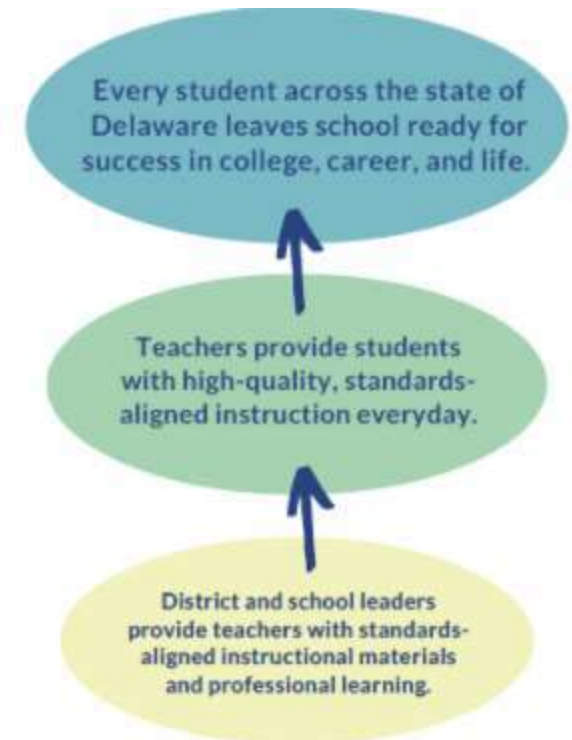 Every student across the state of
Delaware leaves school ready for
success in college, career, and life.
Teachers provide students
with high-quality, standards-
aligned instruction everyday.
District and school leaders
provide teachers with standards-
aligned instructional materials
and professional learning.